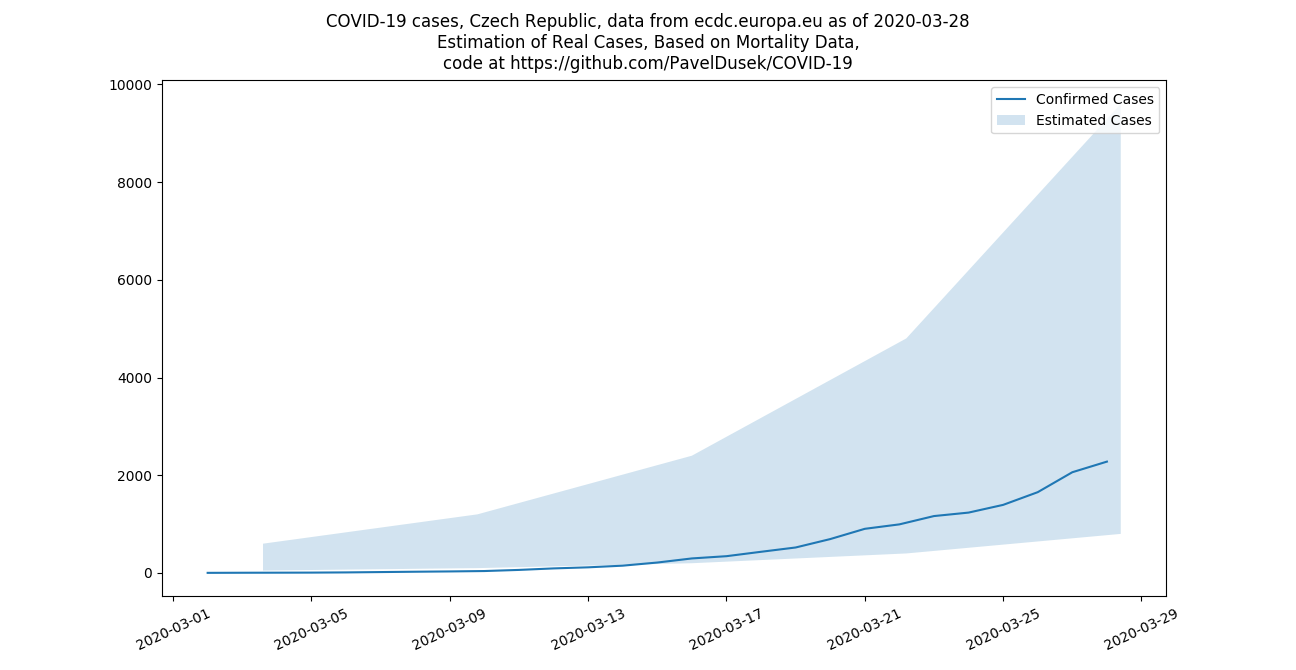 COVID-19 cases, Czech Republic, data from ecdc.europa.eu as of 2020-03-28
Estimation of Real Cases, Based on Mortality Data,
code at https://github.com/PavelDusek/COVID-19
10000
8000
6000
4000
2000
0
Confirmed Cases
Estimated Cases
2020-03-01
2020-03-05
2020-03-09
2020-03-13
2020-03-17
2020-03-21
2020-03-25
2020-03-29